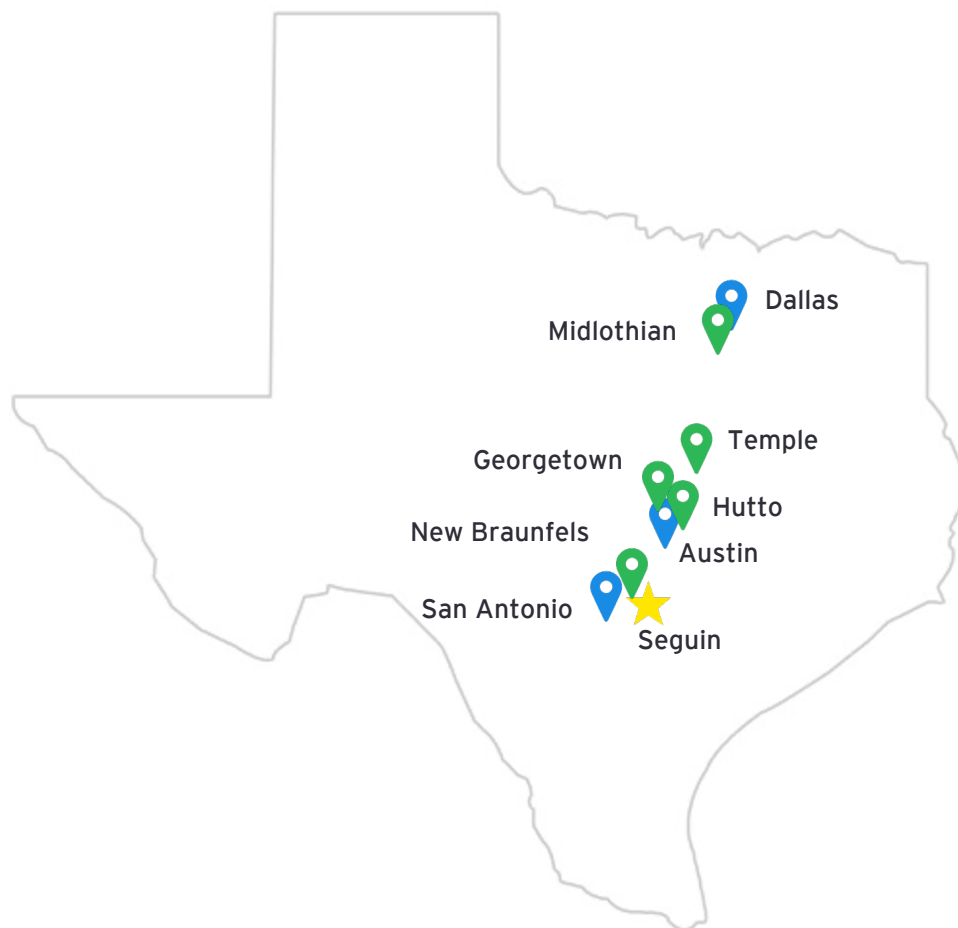 Dallas
Midlothian
Temple
Georgetown
Hutto
New Braunfels
Austin
San Antonio
Seguin